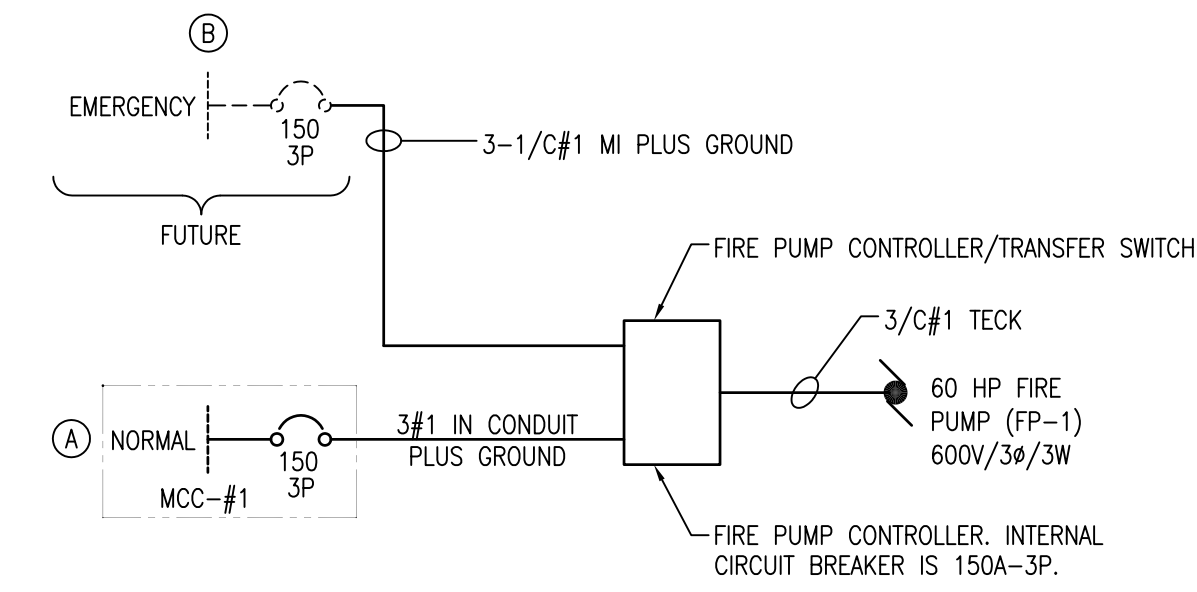 B
EMERGENCY
150
3P
3-1/C#1 MI PLUS GROUND
FUTURE
FIRE PUMP CONTROLLER/TRANSFER SWITCH
3/C#1 TECK
60 HP FIRE
PUMP (FP-1)
600V/3ø/3W
A
NORMAL
150
3P
MCC-#1
3#1 IN CONDUIT
PLUS GROUND
FIRE PUMP CONTROLLER. INTERNAL
CIRCUIT BREAKER IS 150A-3P.